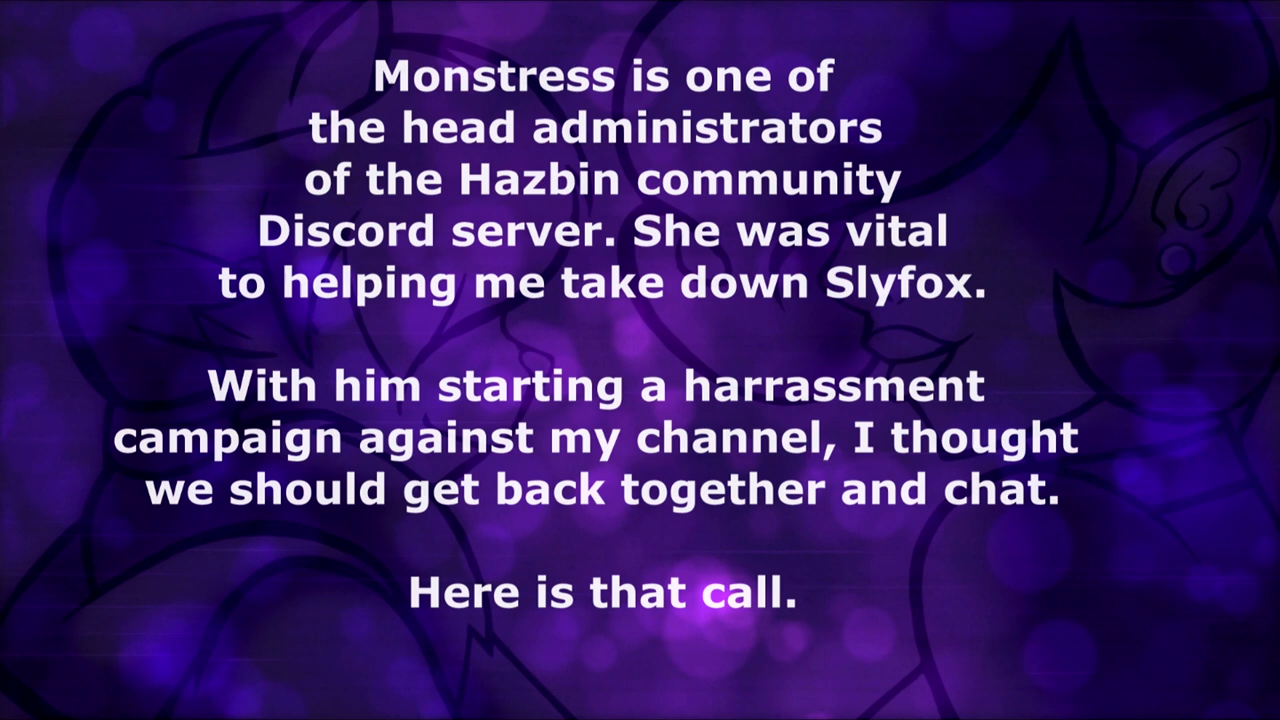 Monstress is one of
the head administrators
of the Hazbin community
Discord server. She was vital
to helping me take down Slyfox.
With him starting a harrassment
campaign against my channel, I thought
we should get back together and chat.
Here is that call.